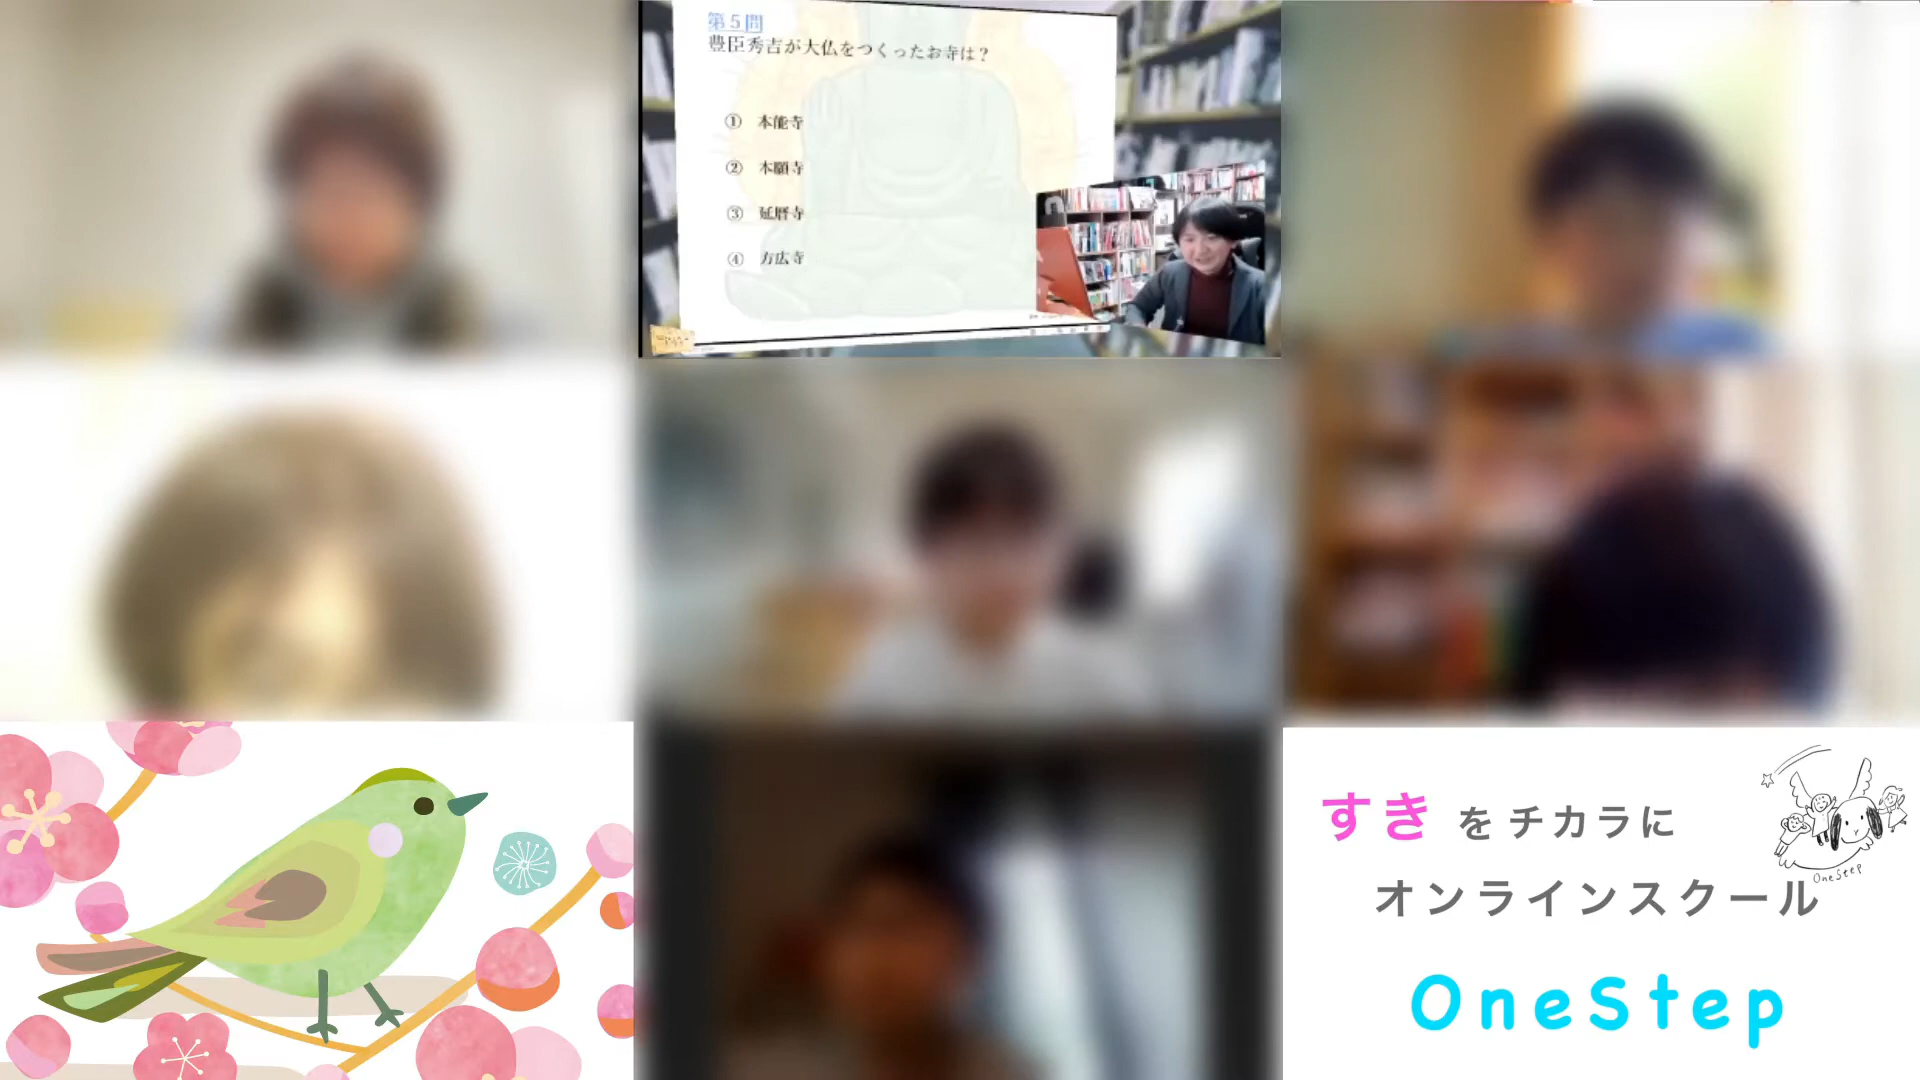 第5問
豊臣秀吉が大仏をつくったお寺は？
① 本能寺
② 本願寺
③ 延暦寺
④ 方広寺
すき をチカラに
オンラインスクール
OneStep
OneStep